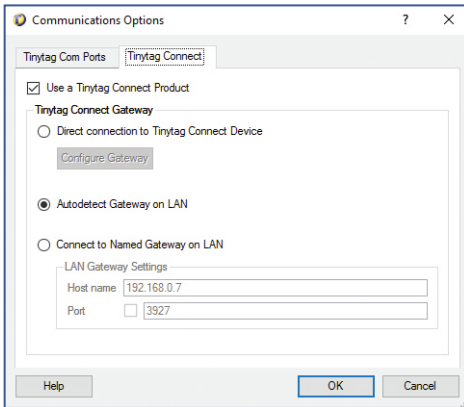 Communications Options
Tinytag Com Ports Tinytag Connect
Use a Tinytag Connect Product
Tinytag Connect Gateway
Direct connection to Tinytag Connect Device
Configure Gateway
Autodetect Gateway on LAN
Connect to Named Gateway on LAN
LAN Gateway Settings
Host name 192.168.0.7
Port 3927
Help OK Cancel